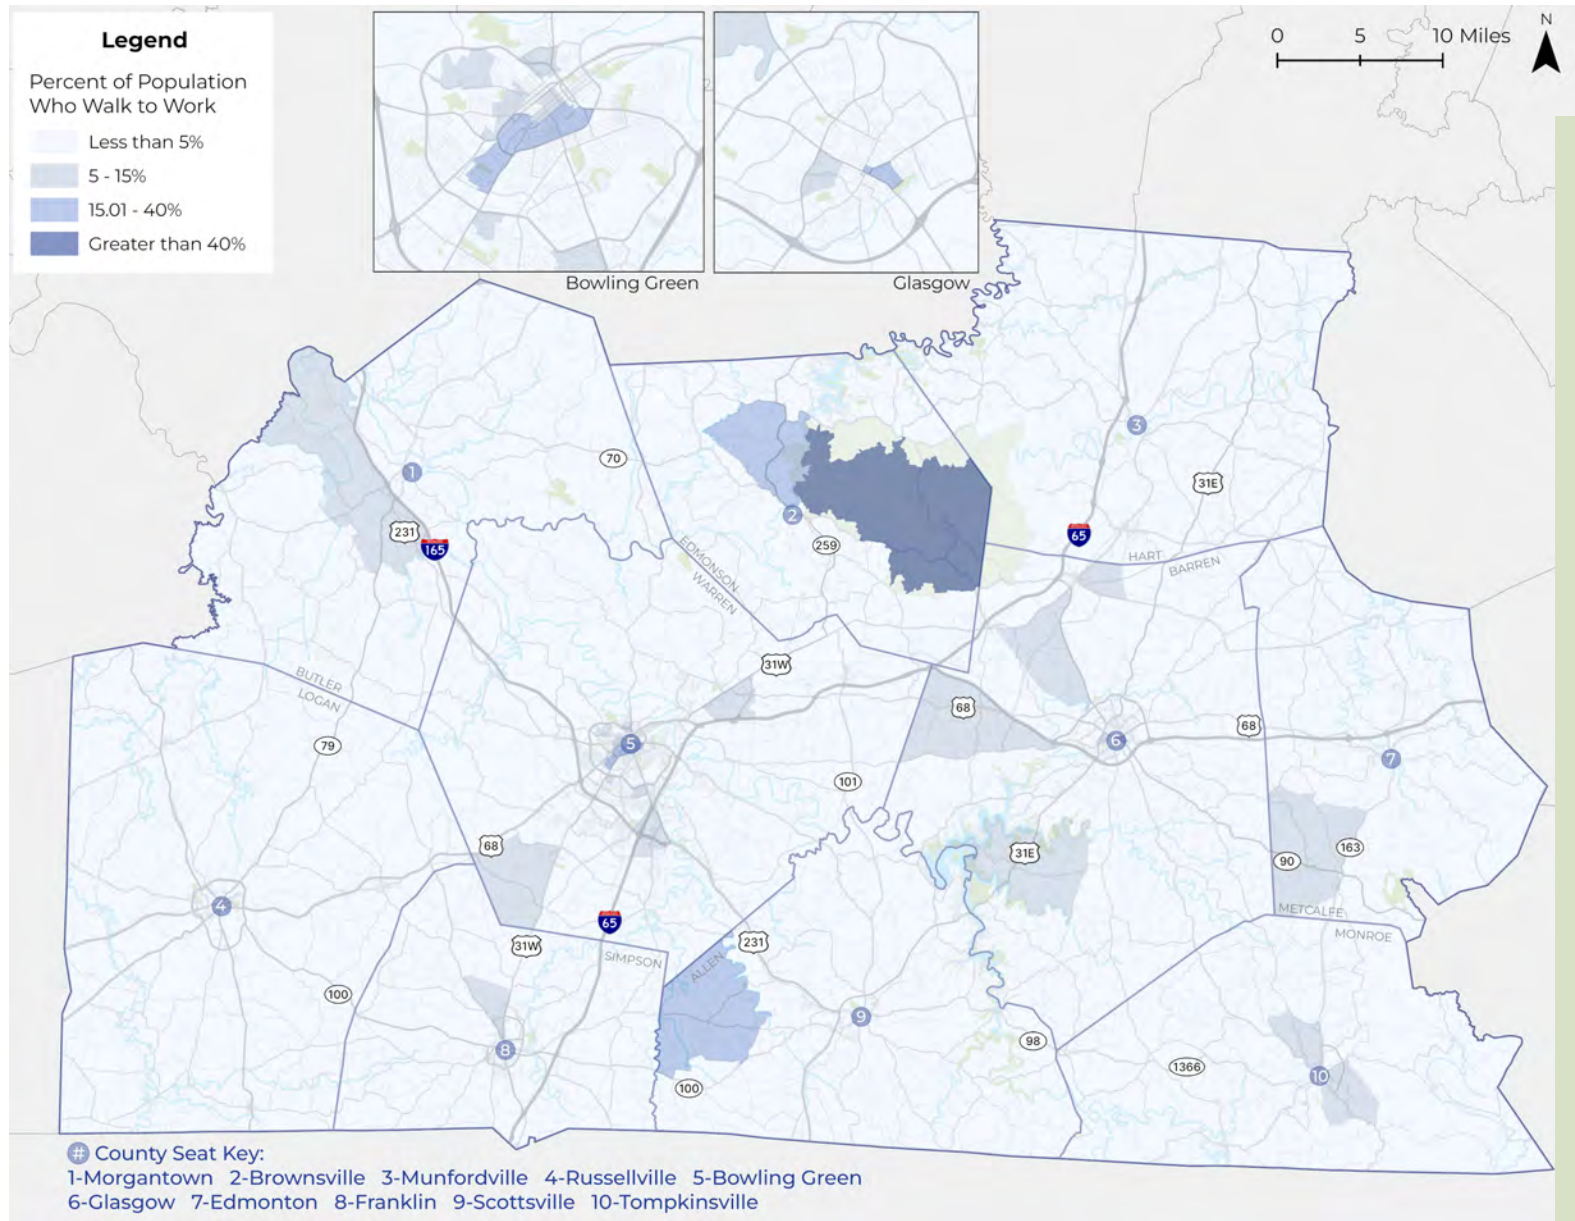 Legend
Percent of Population
Who Walk to Work
Less than 5%
5 - 15%
15.01 - 40%
Greater than 40%
Bowling Green
Glasgow
0 5 10 Miles
N
1
2
3
4
5
6
7
8
9
10
70
231
165
259
65
31E
EDMONSON
WARREN
HART
BARREN
31W
68
68
BUTLER
LOGAN
79
101
68
31E
163
90
METCALFE
MONROE
65
31W
SIMPSON
ALLEN
231
100
98
1366
100
# County Seat Key:
1-Morgantown 2-Brownsville 3-Munfordville 4-Russellville 5-Bowling Green
6-Glasgow 7-Edmonton 8-Franklin 9-Scottsville 10-Tompkinsville